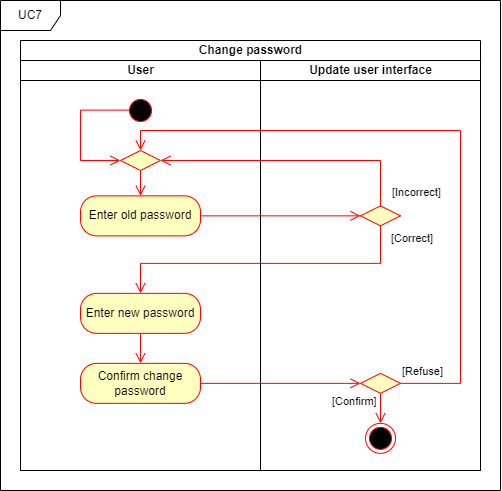 UC7
Change password
User
Update user interface
[Incorrect]
Enter old password
[Correct]
Enter new password
Confirm change
password
[Refuse]
[Confirm]